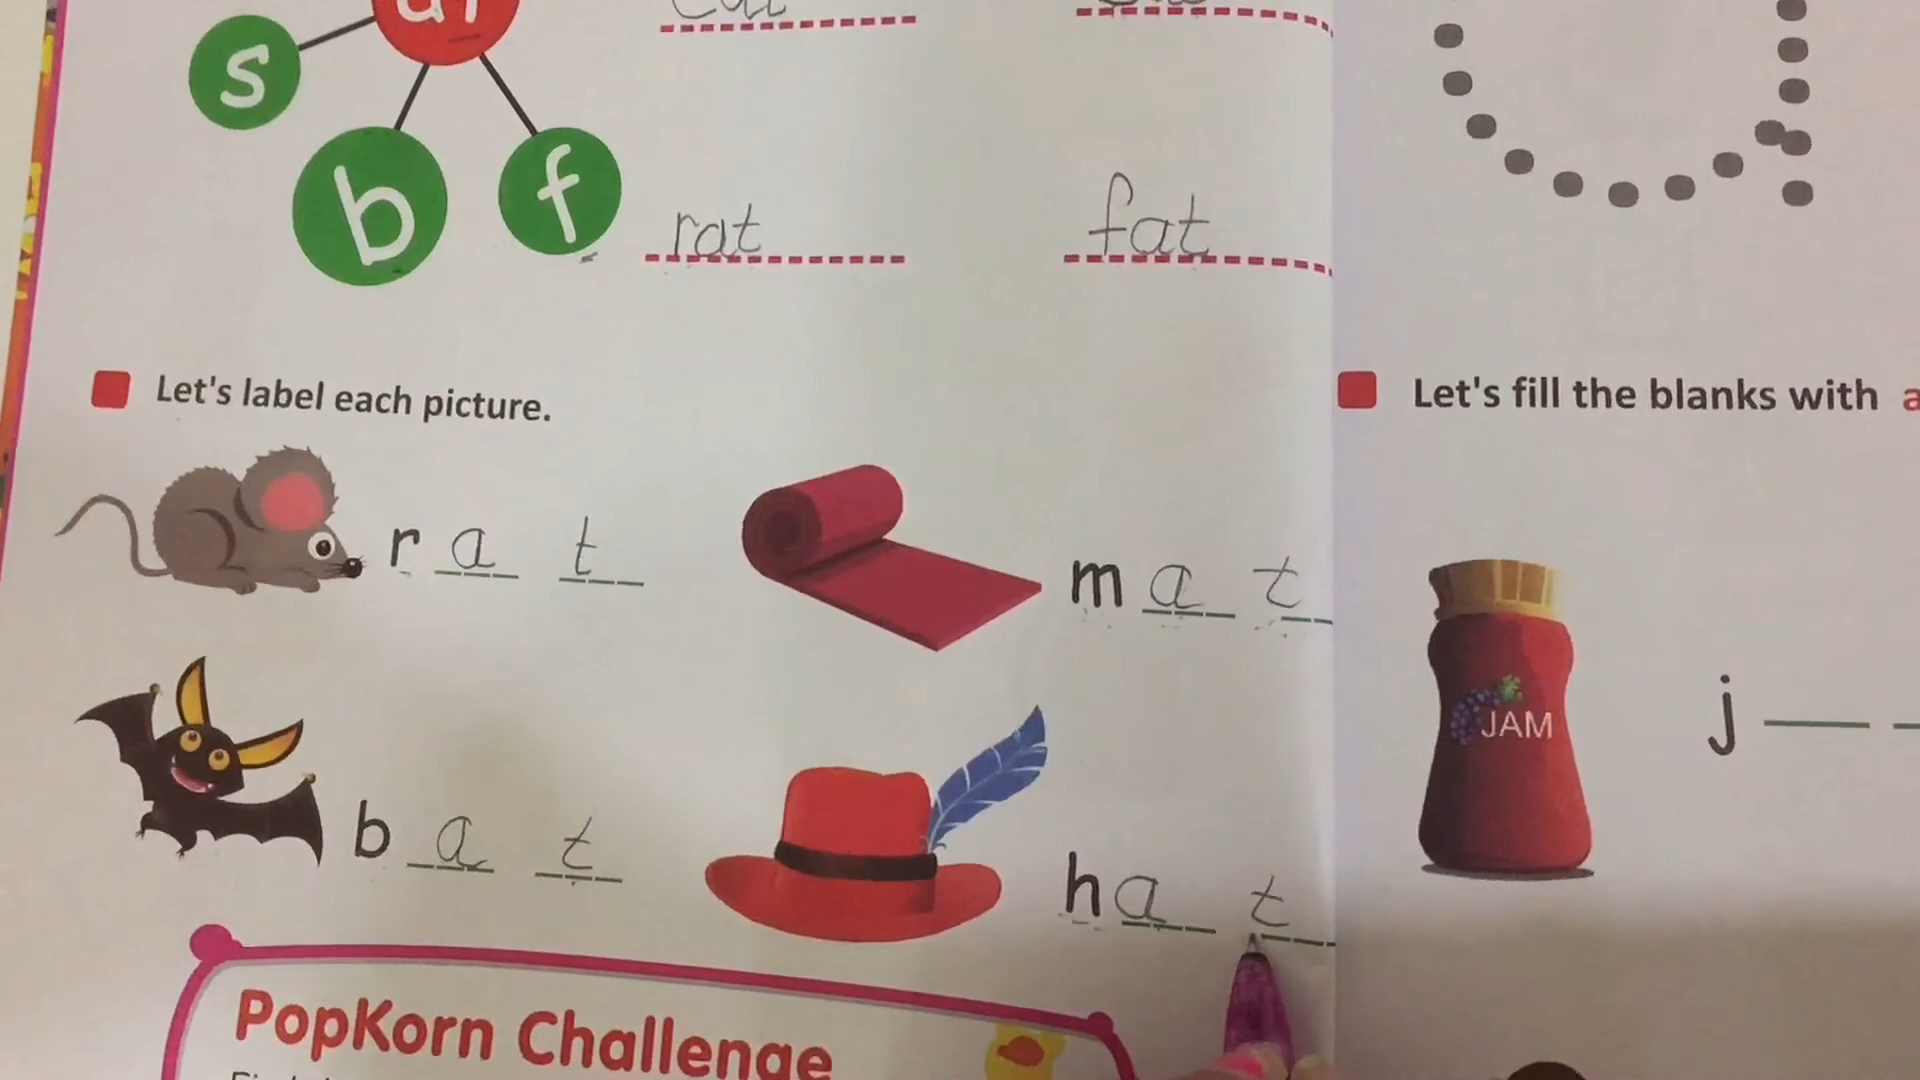 s
b f
rat fat
Let's label each picture.
r a t
m a t
b a t
h a t
PopKorn Challenge
Let's fill the blanks with a
JAM
j